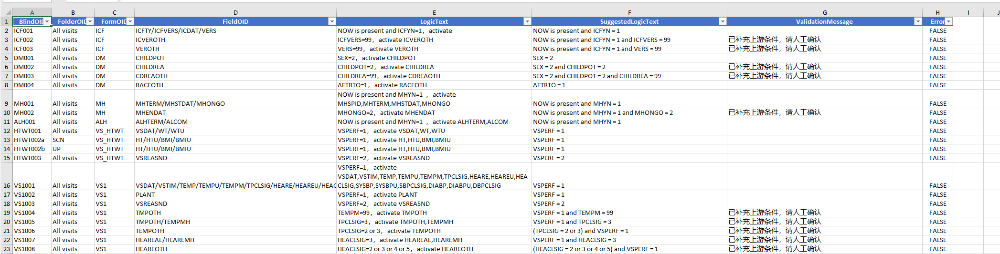 A B C D E F G H I J
1 BlindOID FolderOID FormOID FieldOID LogicText SuggestedLogicText ValidationMessage Error
2 ICF001 All visits ICF ICFTY/ICFVERS/ICDAT/VERS NOW is present and ICFYN=1，activate NOW is present and ICFYN = 1 FALSE
3 ICF002 All visits ICF ICVEROTH ICFVERS=99，activate ICVEROTH NOW is present and ICFYN = 1 and ICFVERS = 99 已补充上游条件，请人工确认 FALSE
4 ICF003 All visits ICF VEROTH VERS=99，activate VEROTH NOW is present and ICFYN = 1 and VERS = 99 已补充上游条件，请人工确认 FALSE
5 DM001 All visits DM CHILDPOT SEX=2，activate CHILDPOT SEX = 2 FALSE
6 DM002 All visits DM CHILDREA CHILDPOT=2，activate CHILDREA SEX = 2 and CHILDPOT = 2 已补充上游条件，请人工确认 FALSE
7 DM003 All visits DM CDREAOTH CHILDREA=99，activate CDREAOTH SEX = 2 and CHILDPOT = 2 and CHILDREA = 99 已补充上游条件，请人工确认 FALSE
8 DM004 All visits DM RACEOTH AETRTO=1，activate RACEOTH AETRTO = 1 FALSE
NOW is present and MHYN=1 ，activate
9 MH001 All visits MH MHTERM/MHSTDAT/MHONGO MHSPID,MHTERM,MHSTDAT,MHONGO NOW is present and MHYN = 1 FALSE
10 MH002 All visits MH MHENDAT MHONGO=2，activate MHENDAT NOW is present and MHYN = 1 and MHONGO = 2 已补充上游条件，请人工确认 FALSE
11 ALH001 All visits ALH ALHTERM/ALCOM NOW is present and MHYN=1 ，activate ALHTERM,ALCOM NOW is present and MHYN = 1 FALSE
12 HTWT001 All visits VS_HTWT VSDAT/WT/WTU VSPERF=1，activate VSDAT,WT,WTU VSPERF = 1 FALSE
13 HTWT002a SCN VS_HTWT HT/HTU/BMI/BMIU VSPERF=1，activate HT,HTU,BMI,BMIU VSPERF = 1 FALSE
14 HTWT002b UP VS_HTWT HT/HTU/BMI/BMIU VSPERF=1，activate HT,HTU,BMI,BMIU VSPERF = 1 FALSE
15 HTWT003 All visits VS_HTWT VSREASND VSPERF=2，activate VSREASND VSPERF = 2 FALSE
VSPERF=1，activate
VSDAT,VSTIM,TEMP,TEMPU,TEMPM,TPCLSIG,HEARE,HEAREU,HEA
16 VS1001 All visits VS1 VSDAT/VSTIM/TEMP/TEMPU/TEMPM/TPCLSIG/HEARE/HEAREU/HEAC CLSIG,SYSBP,SYSBPU,SBPCLSIG,DIABP,DIABPU,DBPCLSIG VSPERF = 1 FALSE
17 VS1002 All visits VS1 PLANT VSPERF=1，activate PLANT VSPERF = 1 FALSE
18 VS1003 All visits VS1 VSREASND VSPERF=2，activate VSREASND VSPERF = 2 FALSE
19 VS1004 All visits VS1 TMPOTH TEMPM=99，activate TMPOTH VSPERF = 1 and TEMPM = 99 已补充上游条件，请人工确认 FALSE
20 VS1005 All visits VS1 TMPOTH/TEMPMH TPCLSIG=3，activate TMPOTH,TEMPMH VSPERF = 1 and TPCLSIG = 3 已补充上游条件，请人工确认 FALSE
21 VS1006 All visits VS1 TEMPOTH TPCLSIG=2 or 3，activate TEMPOTH (TPCLSIG = 2 or 3) and VSPERF = 1 已补充上游条件，请人工确认 FALSE
22 VS1007 All visits VS1 HEAREAE/HEAREMH HEACLSIG=3，activate HEAREAE,HEAREMH VSPERF = 1 and HEACLSIG = 3 已补充上游条件，请人工确认 FALSE
23 VS1008 All visits VS1 HEAREOTH HEACLSIG=2 or 3 or 4 or 5，activate HEAREOTH (HEACLSIG = 2 or 3 or 4 or 5) and VSPERF = 1 已补充上游条件，请人工确认 FALSE